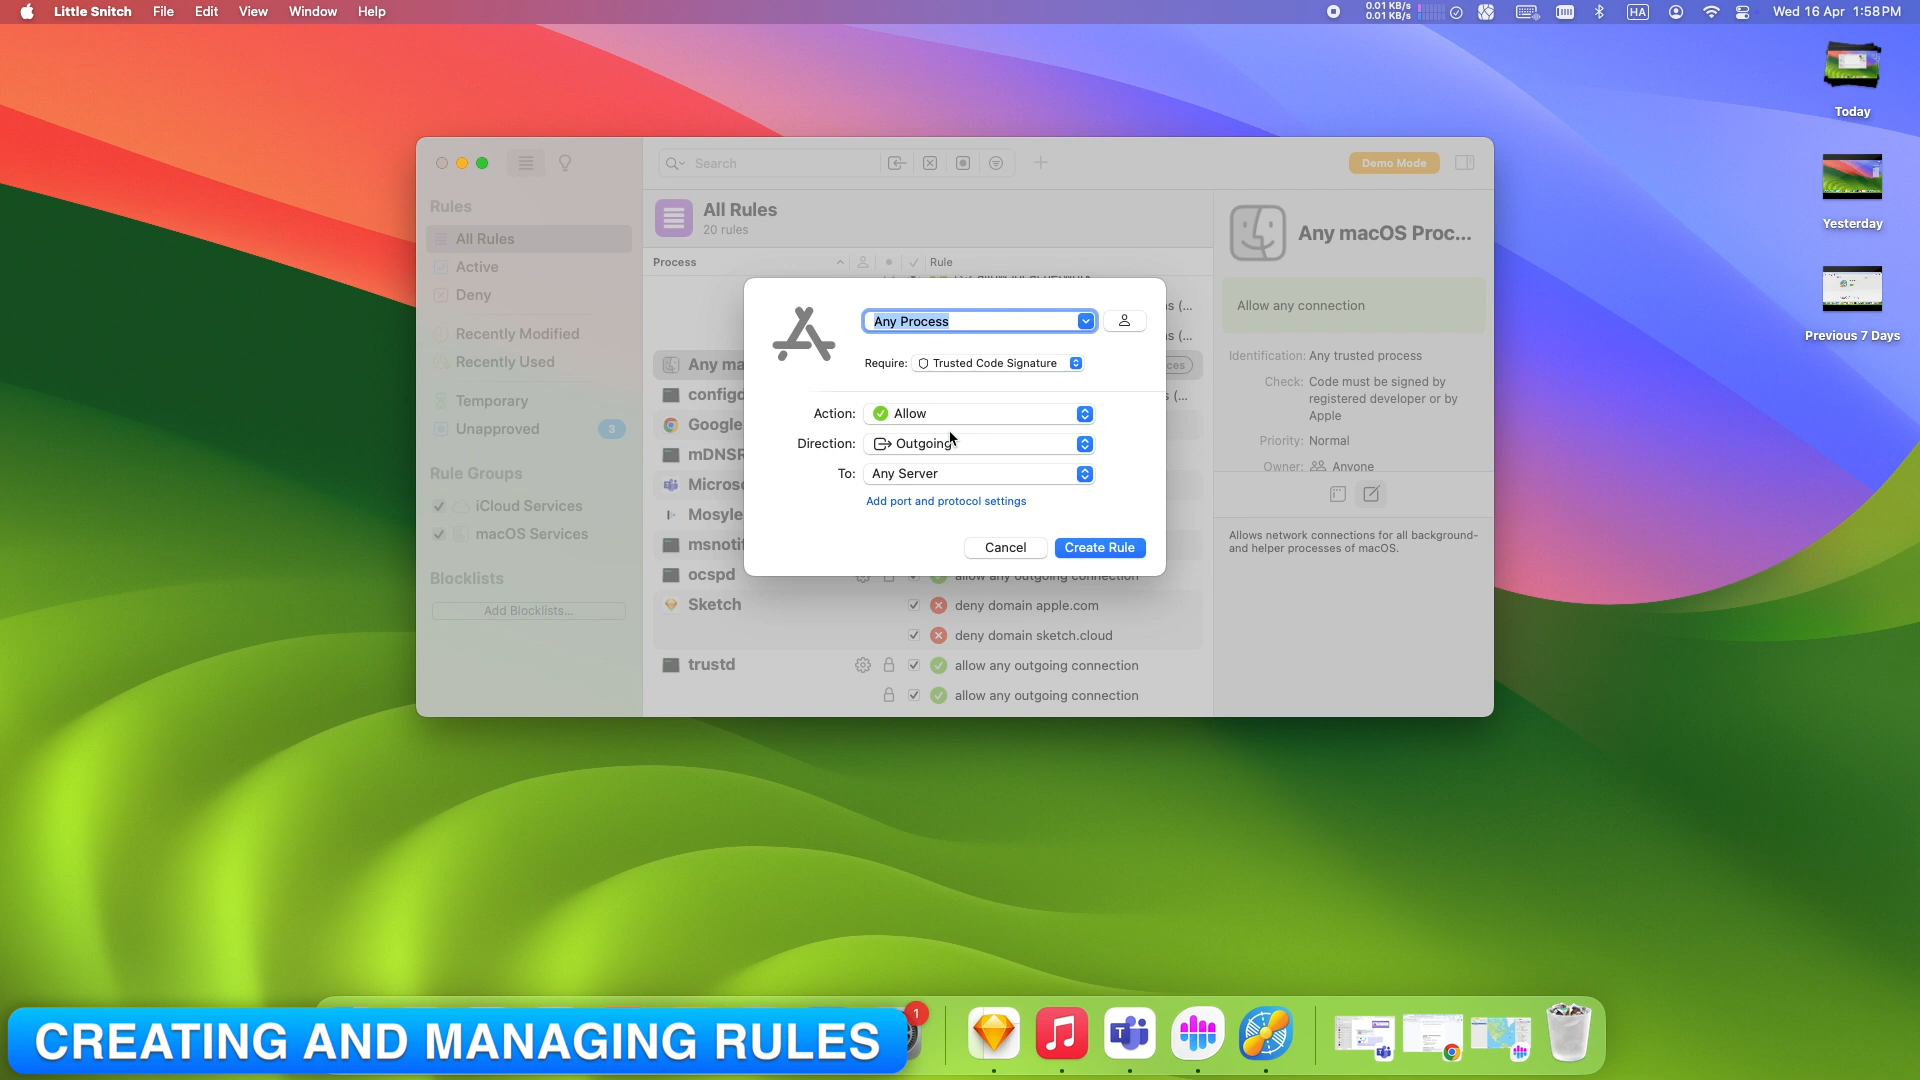 Little Snitch File Edit View Window Help
0.01 KB/s
0.01 KB/s
HA
Wed 16 Apr 1:58 PM
Today
Yesterday
Previous 7 Days
Search
Demo Mode
Rules
All Rules
Active
Deny
Recently Modified
Recently Used
Temporary
Unapproved 3
Rule Groups
iCloud Services
macOS Services
Blocklists
Add Blocklists...
All Rules
20 rules
Process
Rule
Any ma
config
Google
mDNSR
Micros
Mosyle
msnoti
ocspd
allow any outgoing connection
Sketch
deny domain apple.com
deny domain sketch.cloud
trustd
allow any outgoing connection
allow any outgoing connection
Any Process
Require: Trusted Code Signature
Action: Allow
Direction: Outgoing
To: Any Server
Add port and protocol settings
Cancel Create Rule
Any macOS Proc...
Allow any connection
Identification: Any trusted process
Check: Code must be signed by
registered developer or by
Apple
Priority: Normal
Owner: Anyone
Allows network connections for all background-
and helper processes of macOS.
CREATING AND MANAGING RULES
1